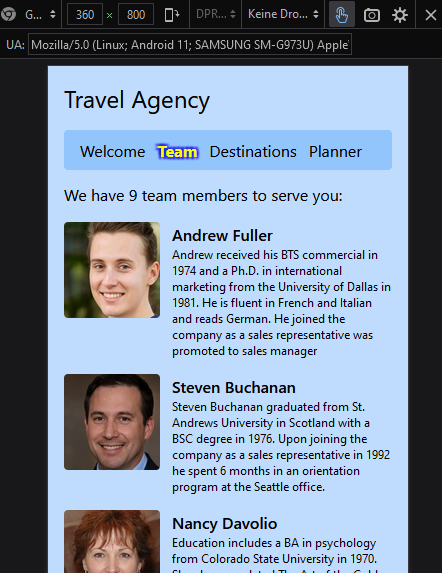 G... 360 × 800 DPR... Keine Dro...
UA: Mozilla/5.0 (Linux; Android 11; SAMSUNG SM-G973U) Apple
Travel Agency
Welcome Team Destinations Planner
We have 9 team members to serve you:
Andrew Fuller
Andrew received his BTS commercial in
1974 and a Ph.D. in international
marketing from the University of Dallas in
1981. He is fluent in French and Italian
and reads German. He joined the
company as a sales representative was
promoted to sales manager
Steven Buchanan
Steven Buchanan graduated from St.
Andrews University in Scotland with a
BSC degree in 1976. Upon joining the
company as a sales representative in 1992
he spent 6 months in an orientation
program at the Seattle office.
Nancy Davolio
Education includes a BA in psychology
from Colorado State University in 1970.